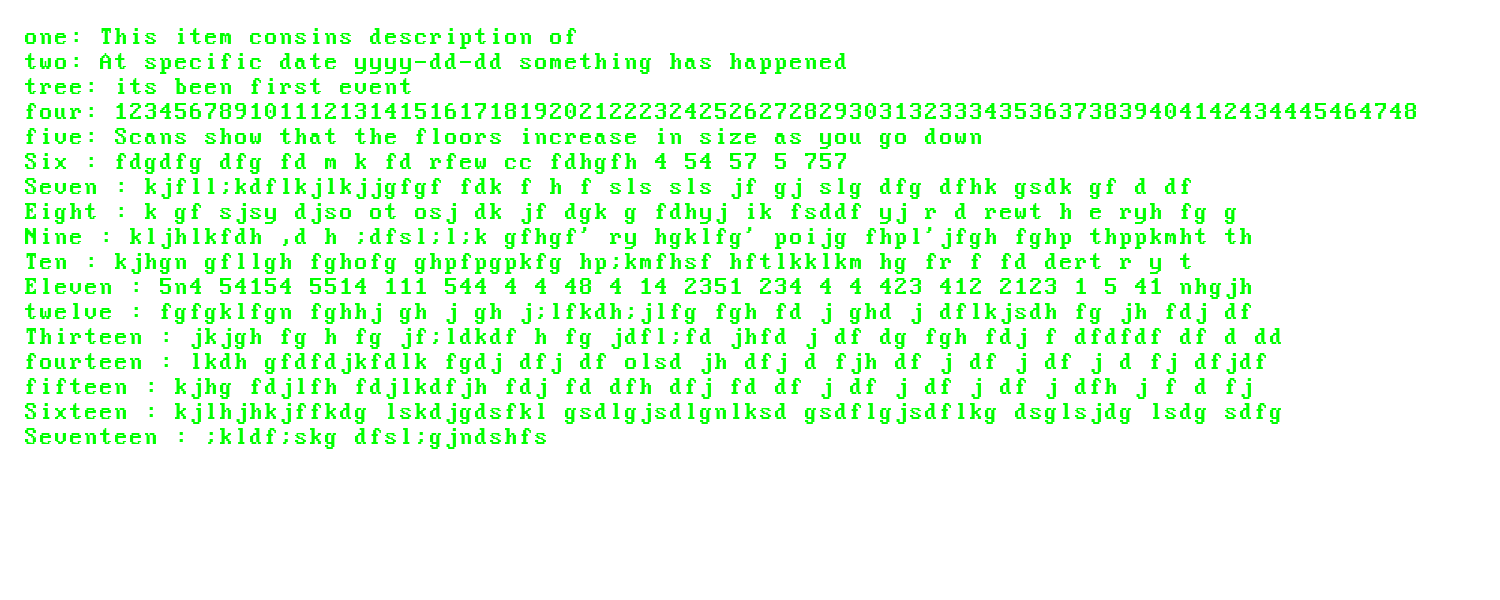 one: This item consins description of
two: At specific date yyyy-dd-dd something has happened
tree: its been first event
four: 123456789101112131415161718192021222324252627282930313233343536373839404142434445464748
five: Scans show that the floors increase in size as you go down
Six : fdgdfg dfg fd m k fd rfew cc fdhgfh 4 54 57 5 757
Seven : kjfll;kdflkjlkjjgfgf fdk f h f sls sls jf gj slg dfg dfhk gsdk gf d df
Eight : k gf sjsy djso ot osj dk jf dgk g fdhyj ik fsddf yj r d rewt h e ryh fg g
Nine : kljhlkfdh ,d h ;dfsl;l;k gfhgf' ry hgklfg' poijg fhpl'jfgh fghp thppkmht th
Ten : kjhgn gfllgh fghofg ghpfpgpkfg hp;kmfhsf hftlkklkm hg fr f fd dert r y t
Eleven : 5n4 54154 5514 111 544 4 4 48 4 14 2351 234 4 4 423 412 2123 1 5 41 nhgjh
twelve : fgfgklfgn fghhj gh j gh j;lfkdh;jlfg fgh fd j ghd j dflkjsdh fg jh fdj df
Thirteen : jkjgh fg h fg jf;ldkdf h fg jdfl;fd jhfd j df dg fgh fdj f dfdfdf df d dd
fourteen : lkdh gfdfdjkfdlk fgdj dfj df olsd jh dfj d fjh df j df j df j d fj dfjdf
fifteen : kjhg fdjlfh fdjlkdfjh fdj fd dfh dfj fd df j df j df j df j dfh j f d fj
Sixteen : kjlhjhkjffkdg lskdjgdsfkl gsdlgjsdlgnlksd gsdflgjsdflkg dsglsjdg lsdg sdfg
Seventeen : ;kldf;skg dfsl;gjndshfs